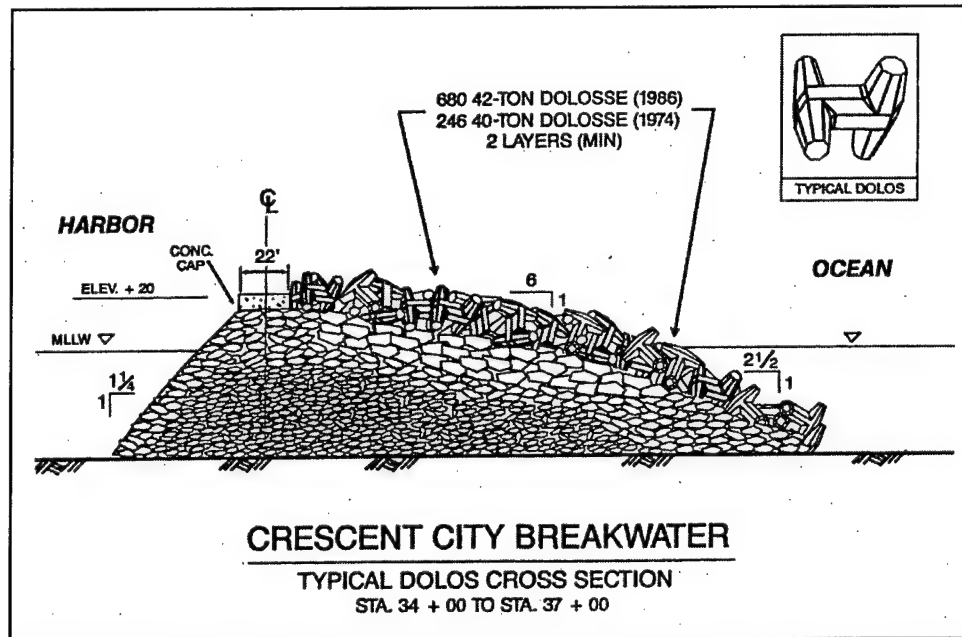 680 42-TON DOLOSSE (1986)
246 40-TON DOLOSSE (1974)
2 LAYERS (MIN)
TYPICAL DOLOS
℄
HARBOR
CONC.
CAP
22'
OCEAN
ELEV. + 20
6
1
MLLW
1¼
1
2½
1
CRESCENT CITY BREAKWATER
TYPICAL DOLOS CROSS SECTION
STA. 34 + 00 TO STA. 37 + 00